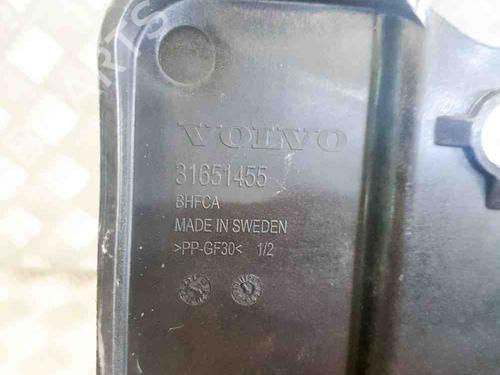 VOLVO
31651455
BHFCA
MADE IN SWEDEN
>PP-GF30< 1/2